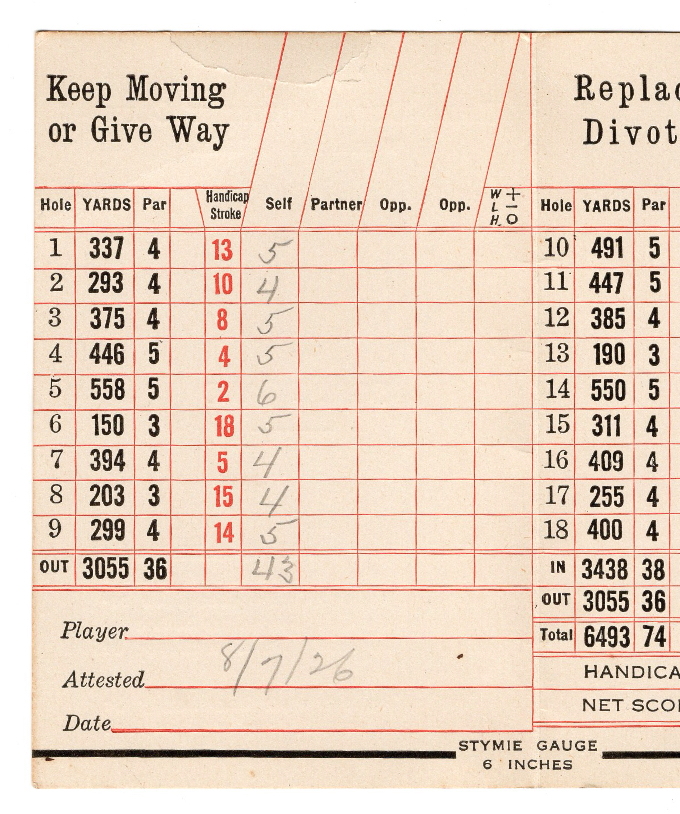 Keep Moving
or Give Way
Replac
Divot
Hole YARDS Par Handicap Stroke Self Partner Opp. Opp. W + L − H. O Hole YARDS Par
1 337 4 13 5 10 491 5
2 293 4 10 4 11 447 5
3 375 4 8 5 12 385 4
4 446 5 4 5 13 190 3
5 558 5 2 6 14 550 5
6 150 3 18 5 15 311 4
7 394 4 5 4 16 409 4
8 203 3 15 4 17 255 4
9 299 4 14 5 18 400 4
OUT 3055 36 43 IN 3438 38
OUT 3055 36
Player Total 6493 74
8/7/26
Attested HANDICA
Date NET SCO
STYMIE GAUGE
6 INCHES